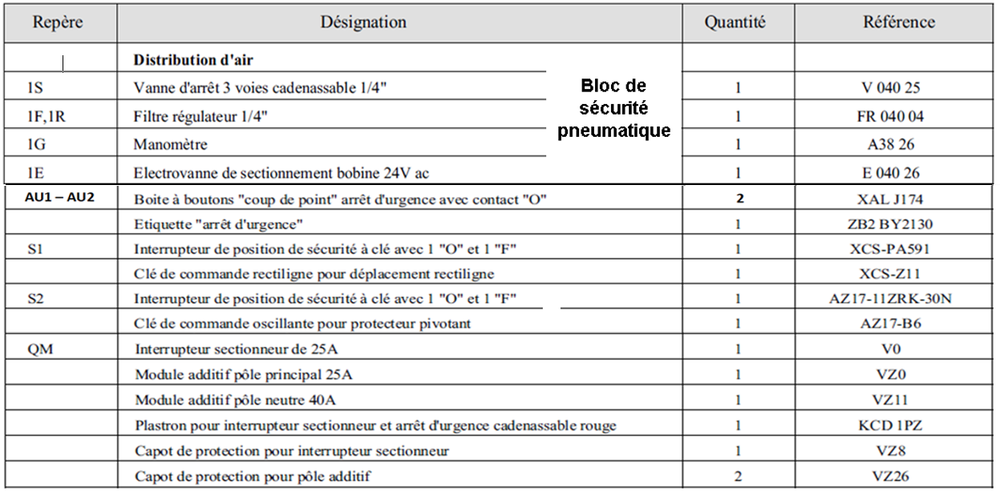 Repère Désignation Quantité Référence
Distribution d'air
Bloc de sécurité pneumatique
1S Vanne d'arrêt 3 voies cadenassable 1/4" 1 V 040 25
1F,1R Filtre régulateur 1/4" 1 FR 040 04
1G Manomètre 1 A38 26
1E Electrovanne de sectionnement bobine 24V ac 1 E 040 26
AU1 – AU2 Boite à boutons "coup de point" arrêt d'urgence avec contact "O" 2 XAL J174
Etiquette "arrêt d'urgence" 1 ZB2 BY2130
S1 Interrupteur de position de sécurité à clé avec 1 "O" et 1 "F" 1 XCS-PA591
Clé de commande rectiligne pour déplacement rectiligne 1 XCS-Z11
S2 Interrupteur de position de sécurité à clé avec 1 "O" et 1 "F" 1 AZ17-11ZRK-30N
Clé de commande oscillante pour protecteur pivotant 1 AZ17-B6
QM Interrupteur sectionneur de 25A 1 V0
Module additif pôle principal 25A 1 VZ0
Module additif pôle neutre 40A 1 VZ11
Plastron pour interrupteur sectionneur et arrêt d'urgence cadenassable rouge 1 KCD 1PZ
Capot de protection pour interrupteur sectionneur 1 VZ8
Capot de protection pour pôle additif 2 VZ26